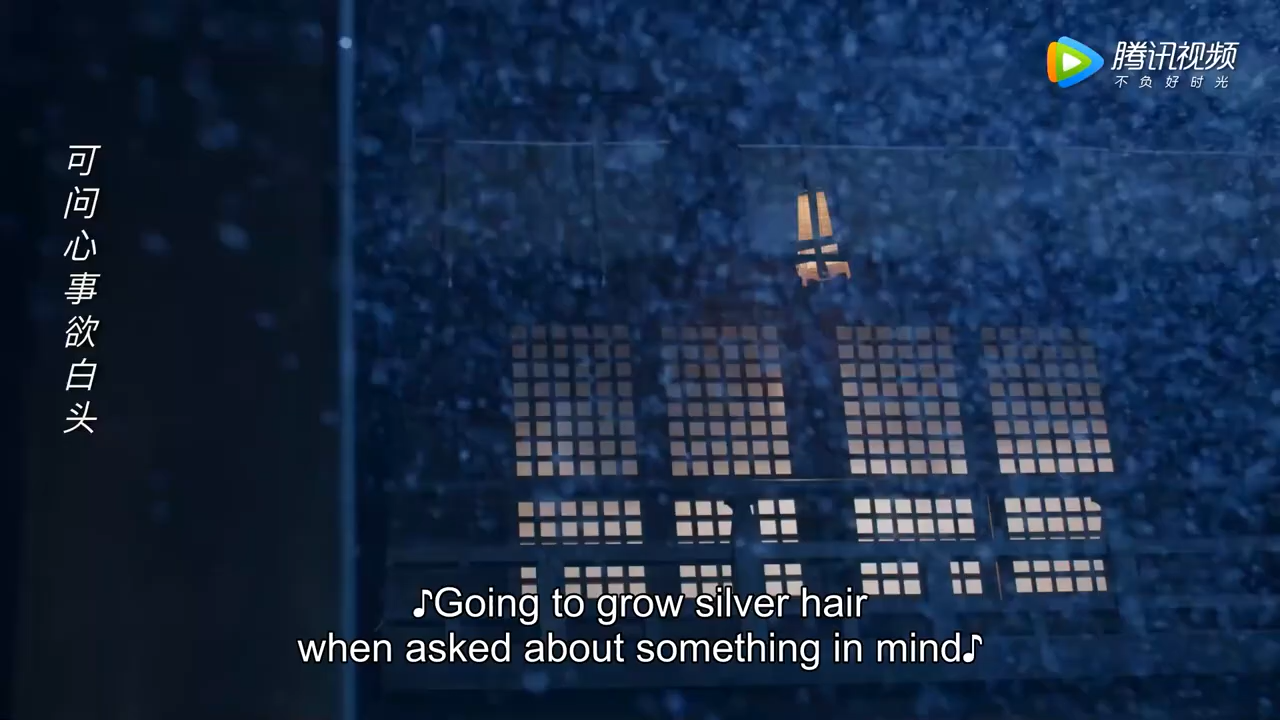 腾讯视频
不负好时光
可问心事欲白头
♪Going to grow silver hair
when asked about something in mind♪